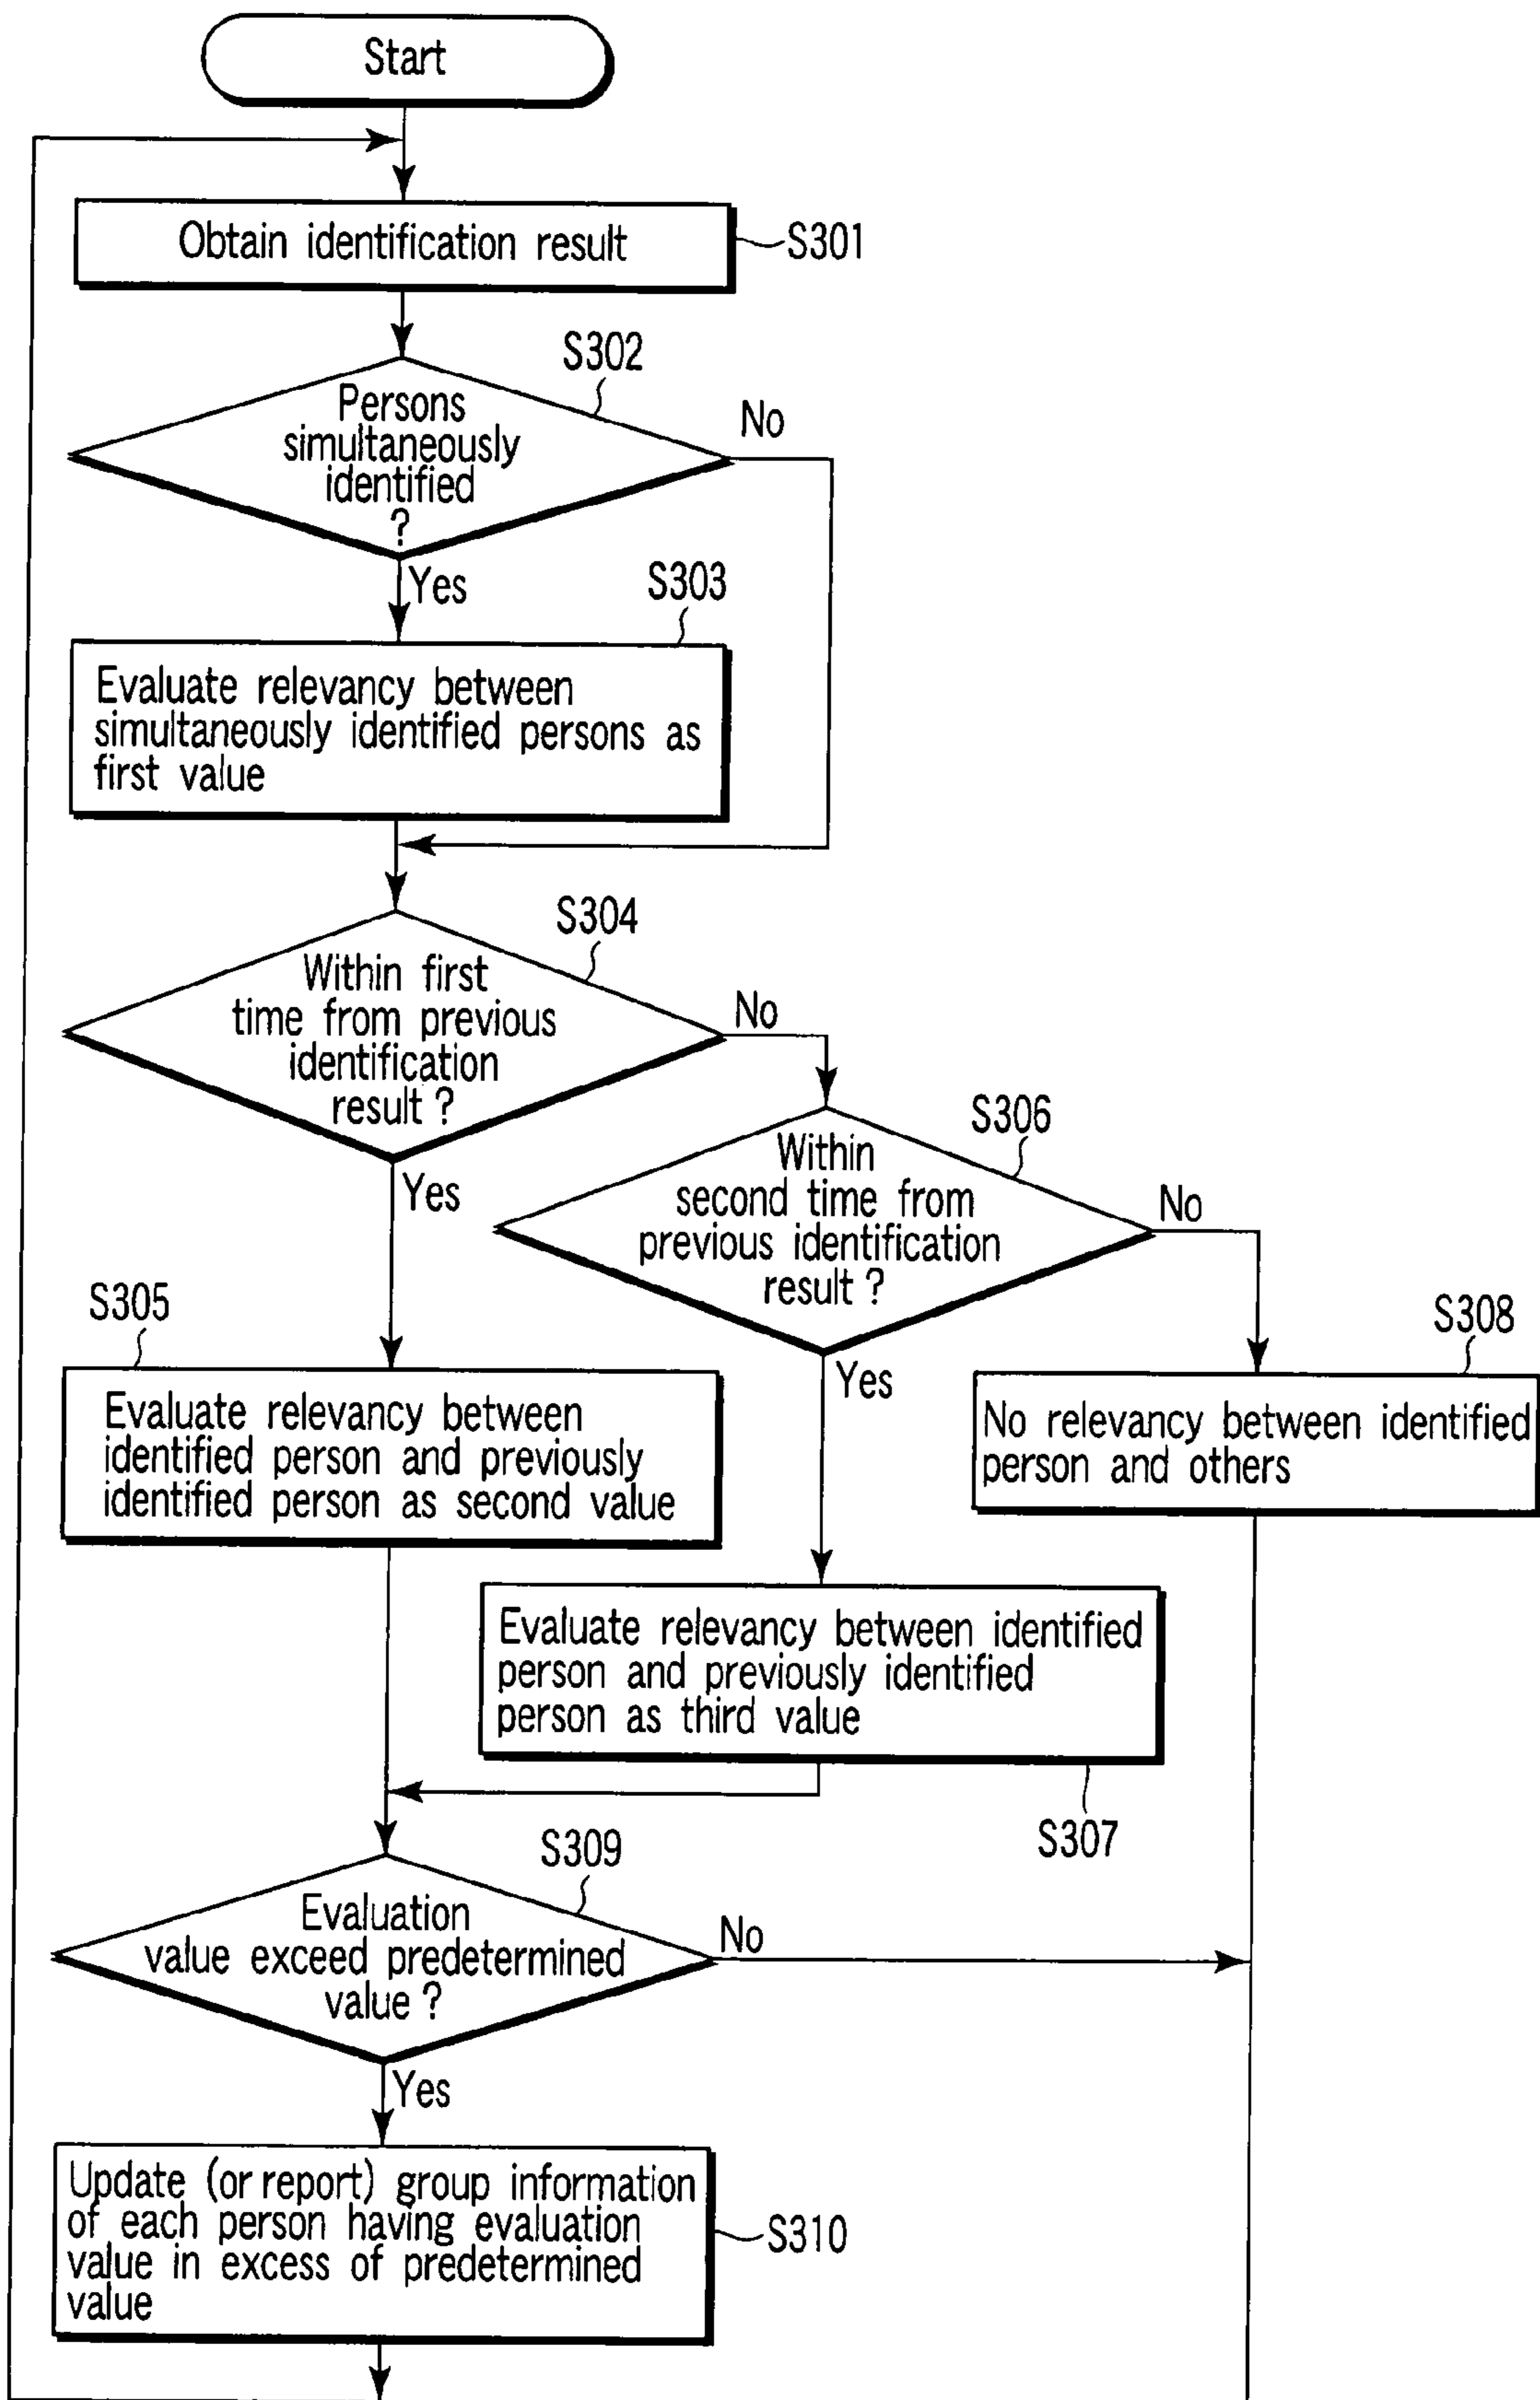 Start
Obtain identification result
S301
S302
Persons
simultaneously
identified
?
No
Yes
S303
Evaluate relevancy between
simultaneously identified persons as
first value
S304
Within first
time from previous
identification
result ?
No
Yes
S306
Within
second time from
previous identification
result ?
No
Yes
S305
Evaluate relevancy between
identified person and previously
identified person as second value
S308
No relevancy between identified
person and others
Evaluate relevancy between identified
person and previously identified
person as third value
S307
S309
Evaluation
value exceed predetermined
value ?
No
Yes
Update (or report) group information
of each person having evaluation
value in excess of predetermined
value
S310